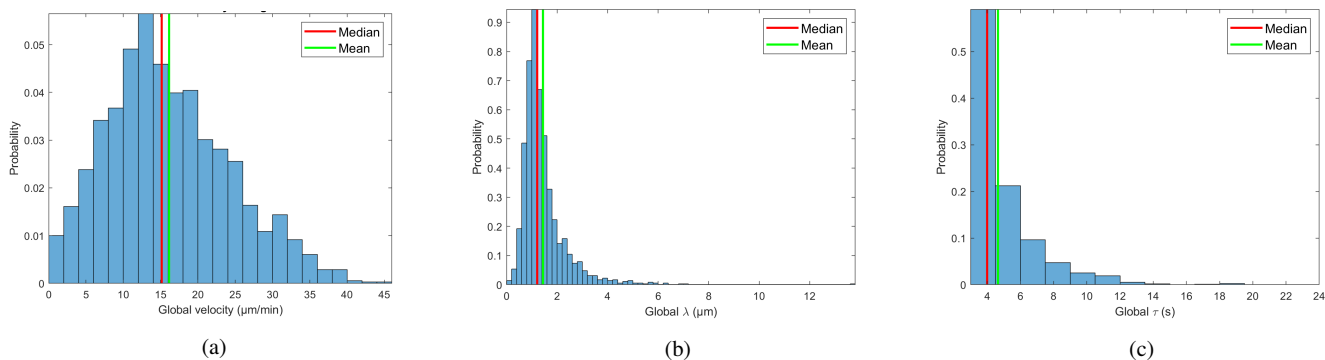 0.05
0.04
0.03
0.02
0.01
0
Probability
0 5 10 15 20 25 30 35 40 45
Global velocity (µm/min)
Median
Mean
(a)
0.9
0.8
0.7
0.6
0.5
0.4
0.3
0.2
0.1
0
Probability
0 2 4 6 8 10 12
Global λ (µm)
Median
Mean
(b)
0.5
0.4
0.3
0.2
0.1
0
Probability
4 6 8 10 12 14 16 18 20 22 24
Global τ (s)
Median
Mean
(c)